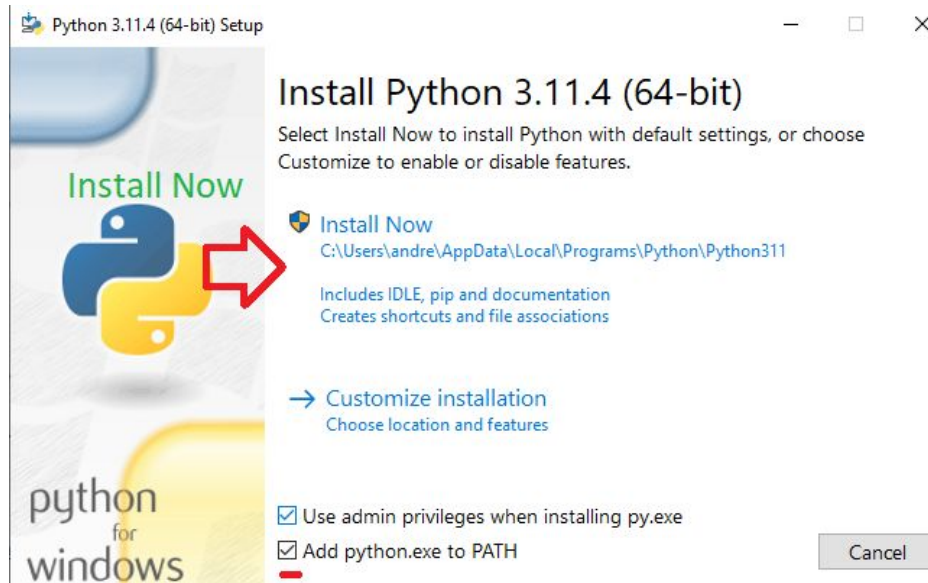 Python 3.11.4 (64-bit) Setup
Install Python 3.11.4 (64-bit)
Select Install Now to install Python with default settings, or choose
Customize to enable or disable features.
Install Now
Install Now
C:\Users\andre\AppData\Local\Programs\Python\Python311
Includes IDLE, pip and documentation
Creates shortcuts and file associations
Customize installation
Choose location and features
python
for
windows
Use admin privileges when installing py.exe
Add python.exe to PATH
Cancel